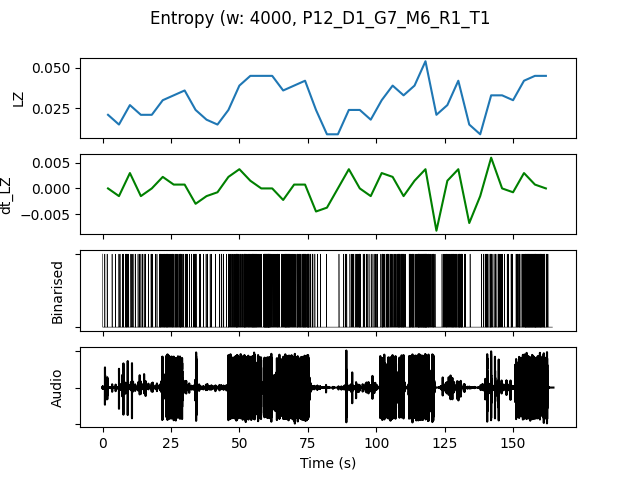 Entropy (w: 4000, P12_D1_G7_M6_R1_T1
0.050
0.025
LZ
0.005
0.000
−0.005
dt_LZ
Binarised
Audio
0 25 50 75 100 125 150
Time (s)